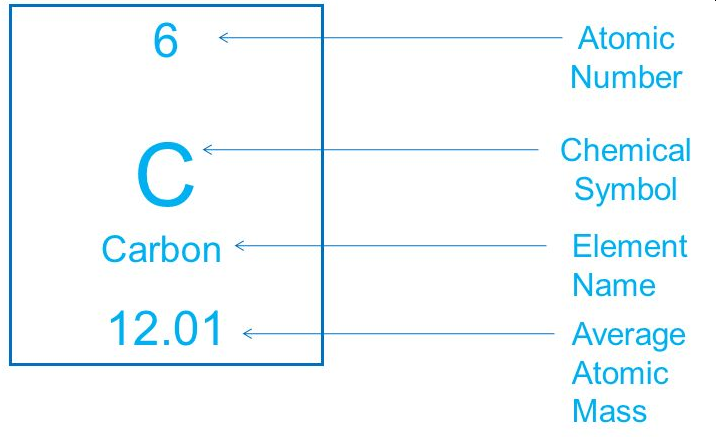 6
Atomic
Number
C
Chemical
Symbol
Carbon
Element
Name
12.01
Average
Atomic
Mass